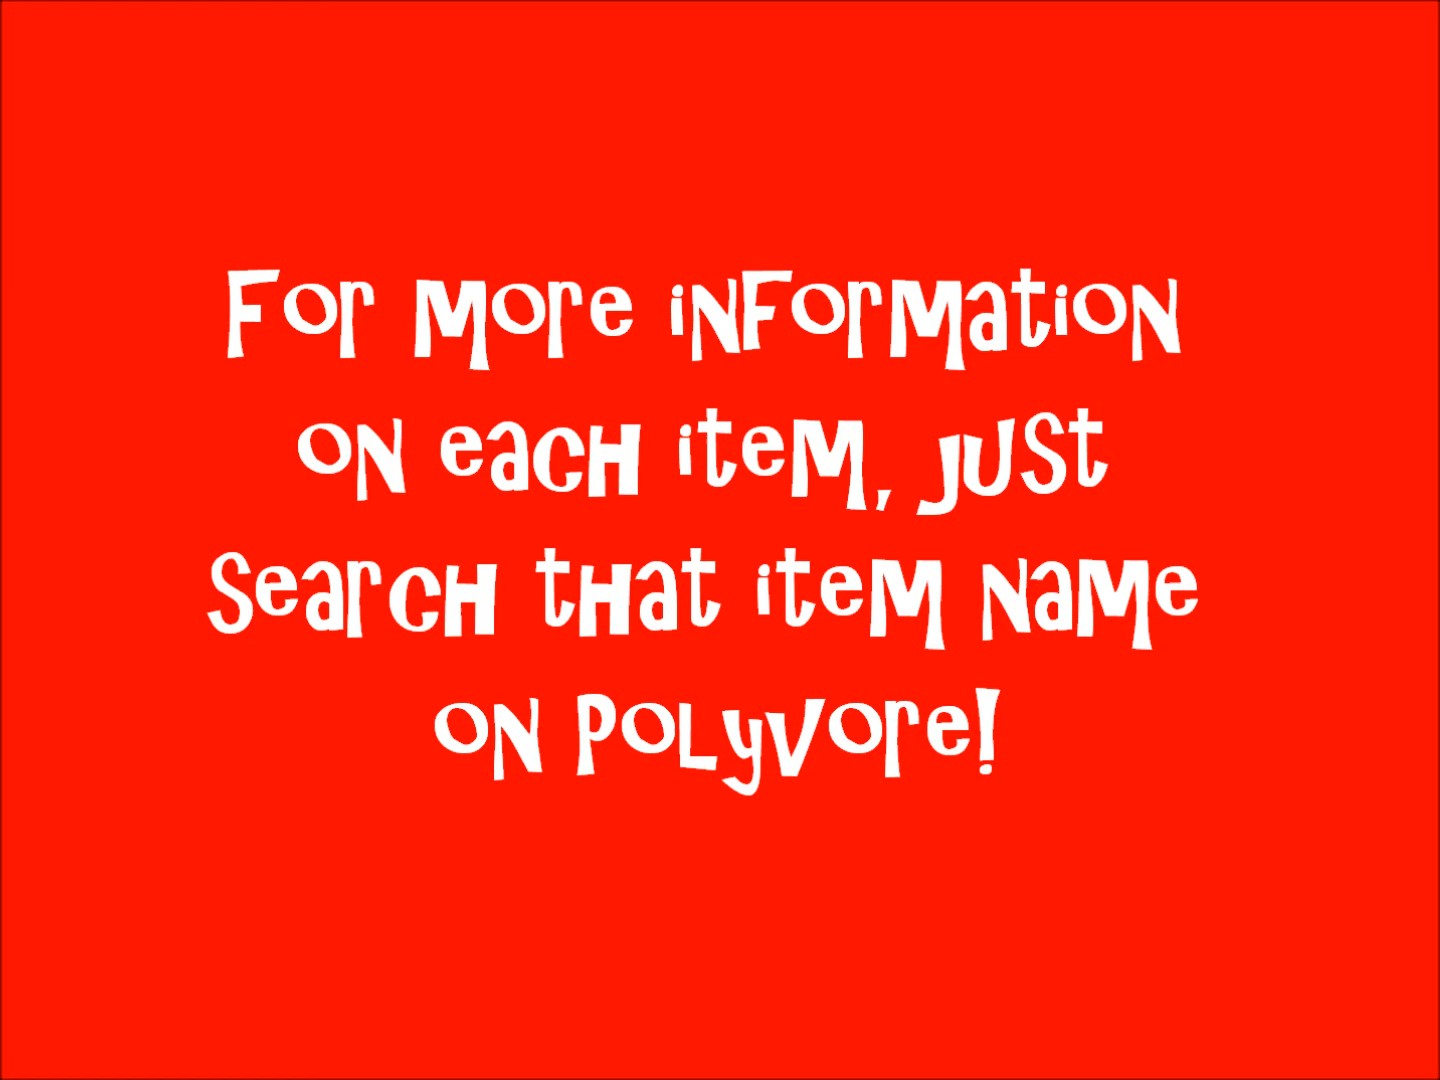 For more information
on each item, just
search that item name
on Polyvore!